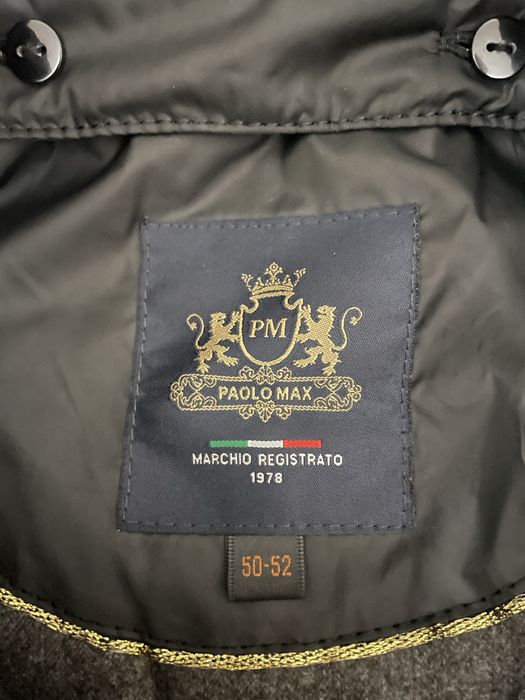 PM
PAOLO MAX
MARCHIO REGISTRATO
1978
50-52